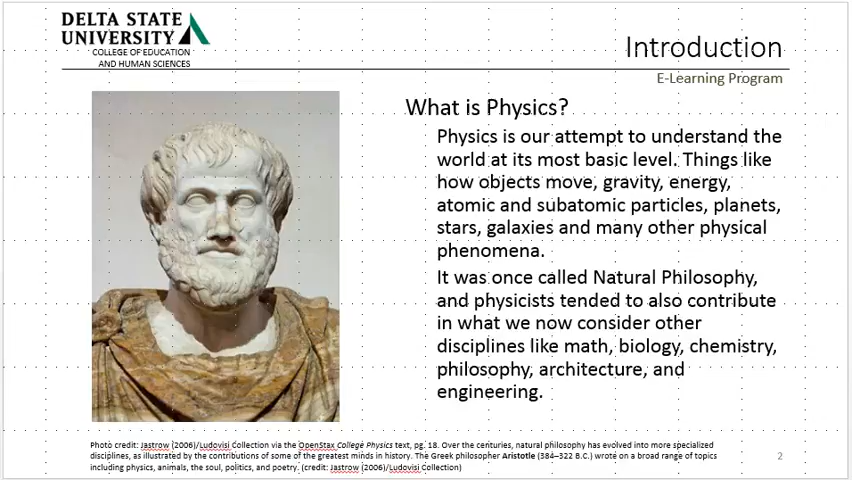 DELTA STATE
UNIVERSITY
COLLEGE OF EDUCATION
AND HUMAN SCIENCES
Introduction
E-Learning Program
What is Physics?
Physics is our attempt to understand the
world at its most basic level. Things like
how objects move, gravity, energy,
atomic and subatomic particles, planets,
stars, galaxies and many other physical
phenomena.
It was once called Natural Philosophy,
and physicists tended to also contribute
in what we now consider other
disciplines like math, biology, chemistry,
philosophy, architecture, and
engineering.
Photo credit: Jastrow (2006)/Ludovisi Collection via the OpenStax College Physics text, pg. 18. Over the centuries, natural philosophy has evolved into more specialized
disciplines, as illustrated by the contributions of some of the greatest minds in history. The Greek philosopher Aristotle (384–322 B.C.) wrote on a broad range of topics
including physics, animals, the soul, politics, and poetry. (credit: Jastrow (2006)/Ludovisi Collection)
2